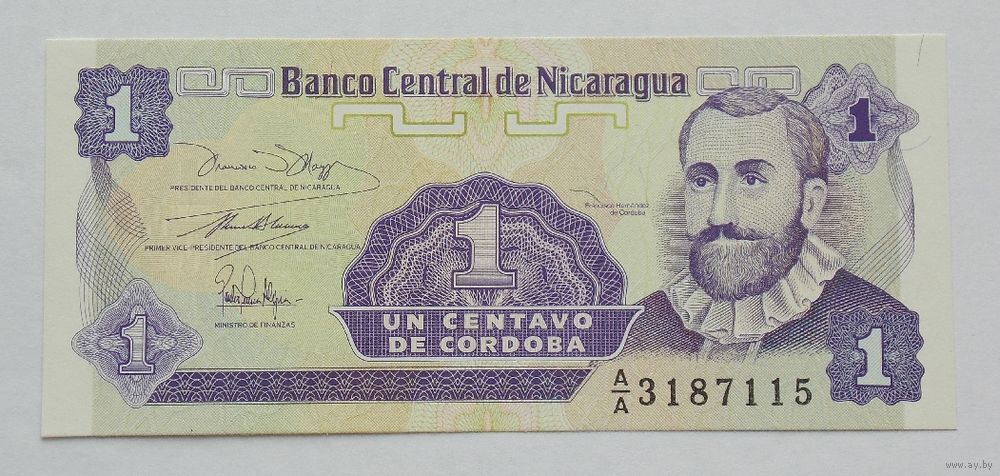 1
Banco Central de Nicaragua
1
PRESIDENTE DEL BANCO CENTRAL DE NICARAGUA
PRIMER VICE-PRESIDENTE DEL BANCO CENTRAL DE NICARAGUA
MINISTRO DE FINANZAS
Francisco Hernández
de Cordoba
1
UN CENTAVO
DE CORDOBA
1
A/A 3187115
1
www.ay.by